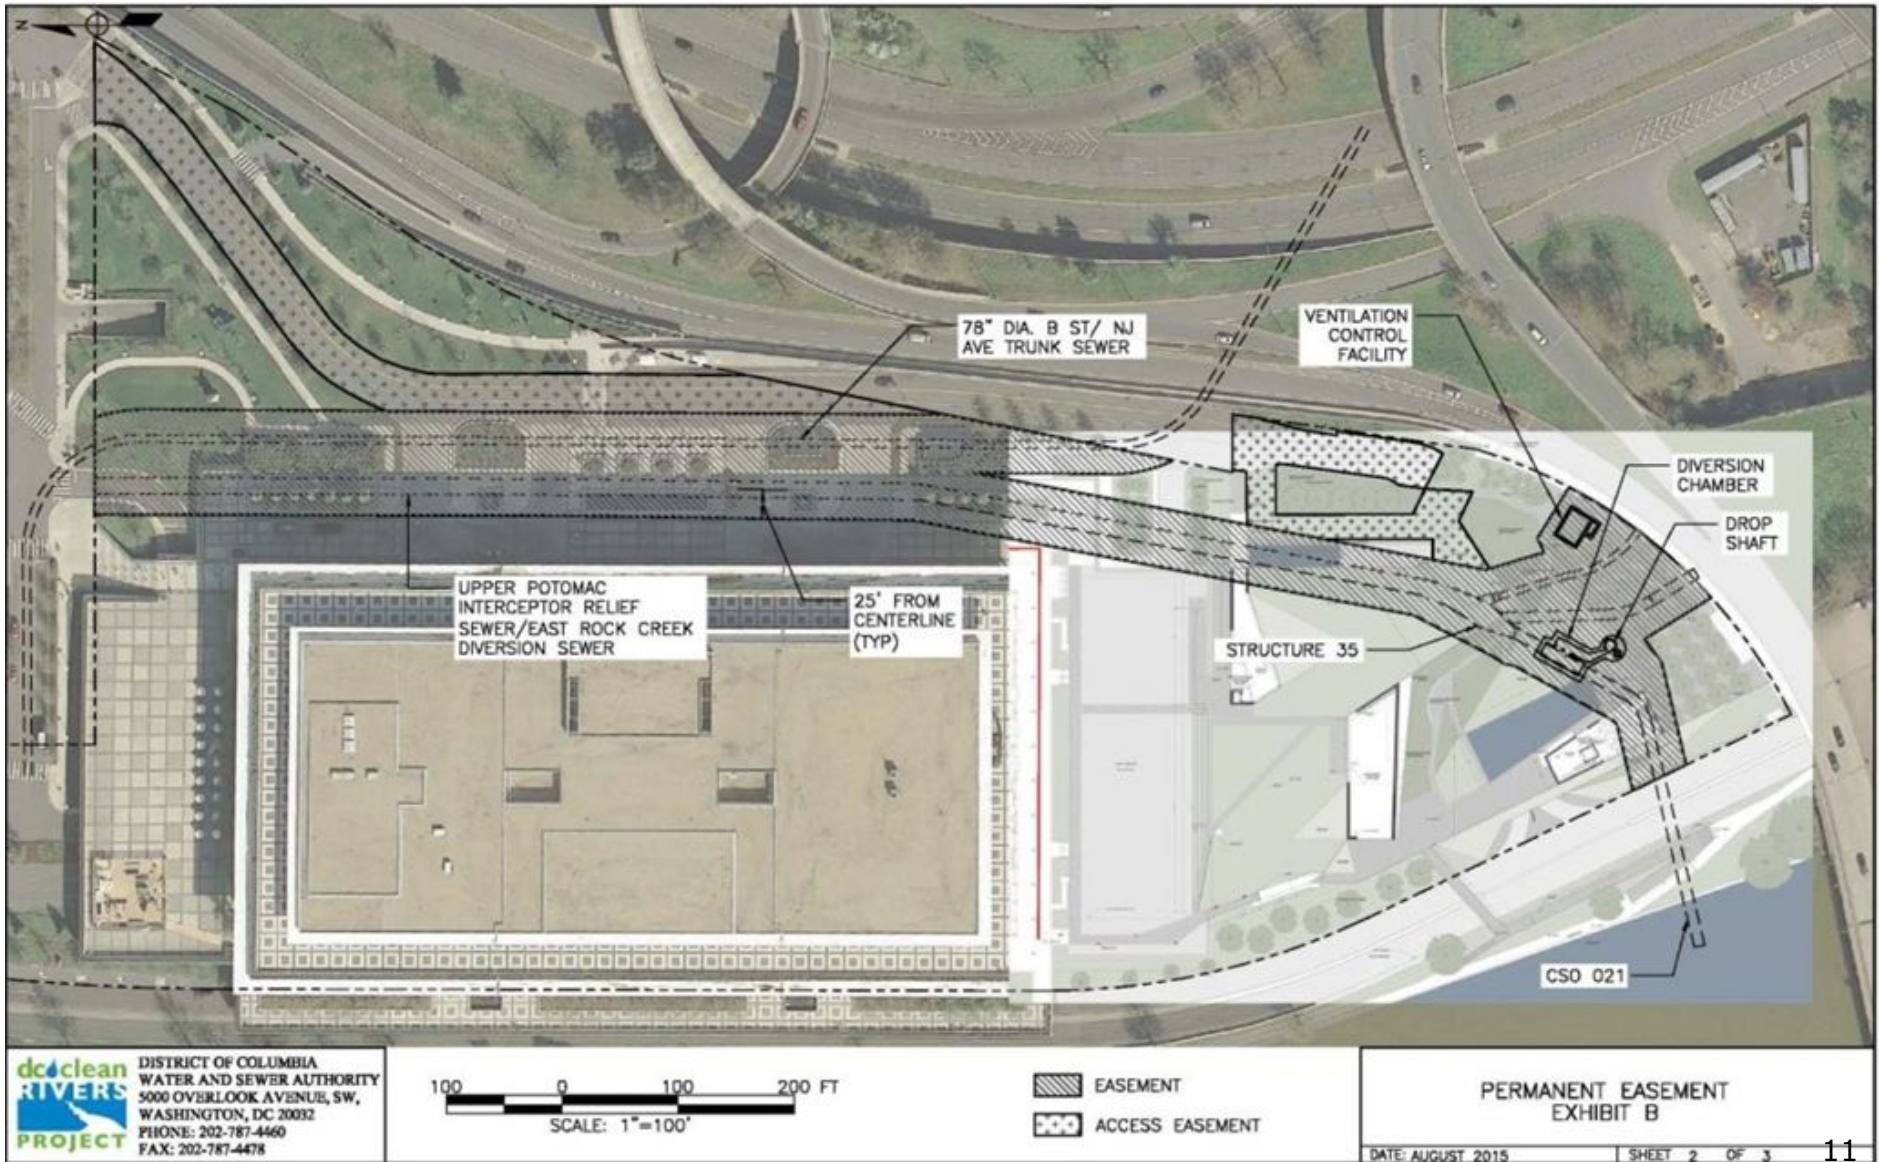 N
78" DIA. B ST/ NJ
AVE TRUNK SEWER
VENTILATION
CONTROL
FACILITY
DIVERSION
CHAMBER
DROP
SHAFT
UPPER POTOMAC
INTERCEPTOR RELIEF
SEWER/EAST ROCK CREEK
DIVERSION SEWER
25' FROM
CENTERLINE
(TYP)
STRUCTURE 35
CSO 021
dc clean
RIVERS
PROJECT
DISTRICT OF COLUMBIA
WATER AND SEWER AUTHORITY
5000 OVERLOOK AVENUE, SW,
WASHINGTON, DC 20032
PHONE: 202-787-4460
FAX: 202-787-4478
100 0 100 200 FT
SCALE: 1"=100'
EASEMENT
ACCESS EASEMENT
PERMANENT EASEMENT
EXHIBIT B
DATE: AUGUST 2015
SHEET 2 OF 3
11